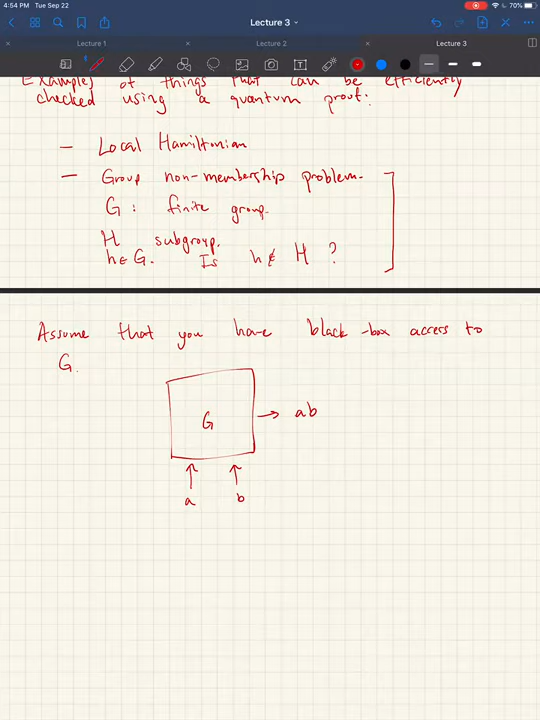 4:54 PM Tue Sep 22
70%
Lecture 3
Lecture 1
Lecture 2
Lecture 3
Examples of things that can be efficiently
checked using a quantum proof:
— Local Hamiltonian
— Group non-membership problem.
G : finite group.
H subgroup.
h∈G. Is h∉H ?
Assume that you have black-box access to
G.
G
→ ab
a b